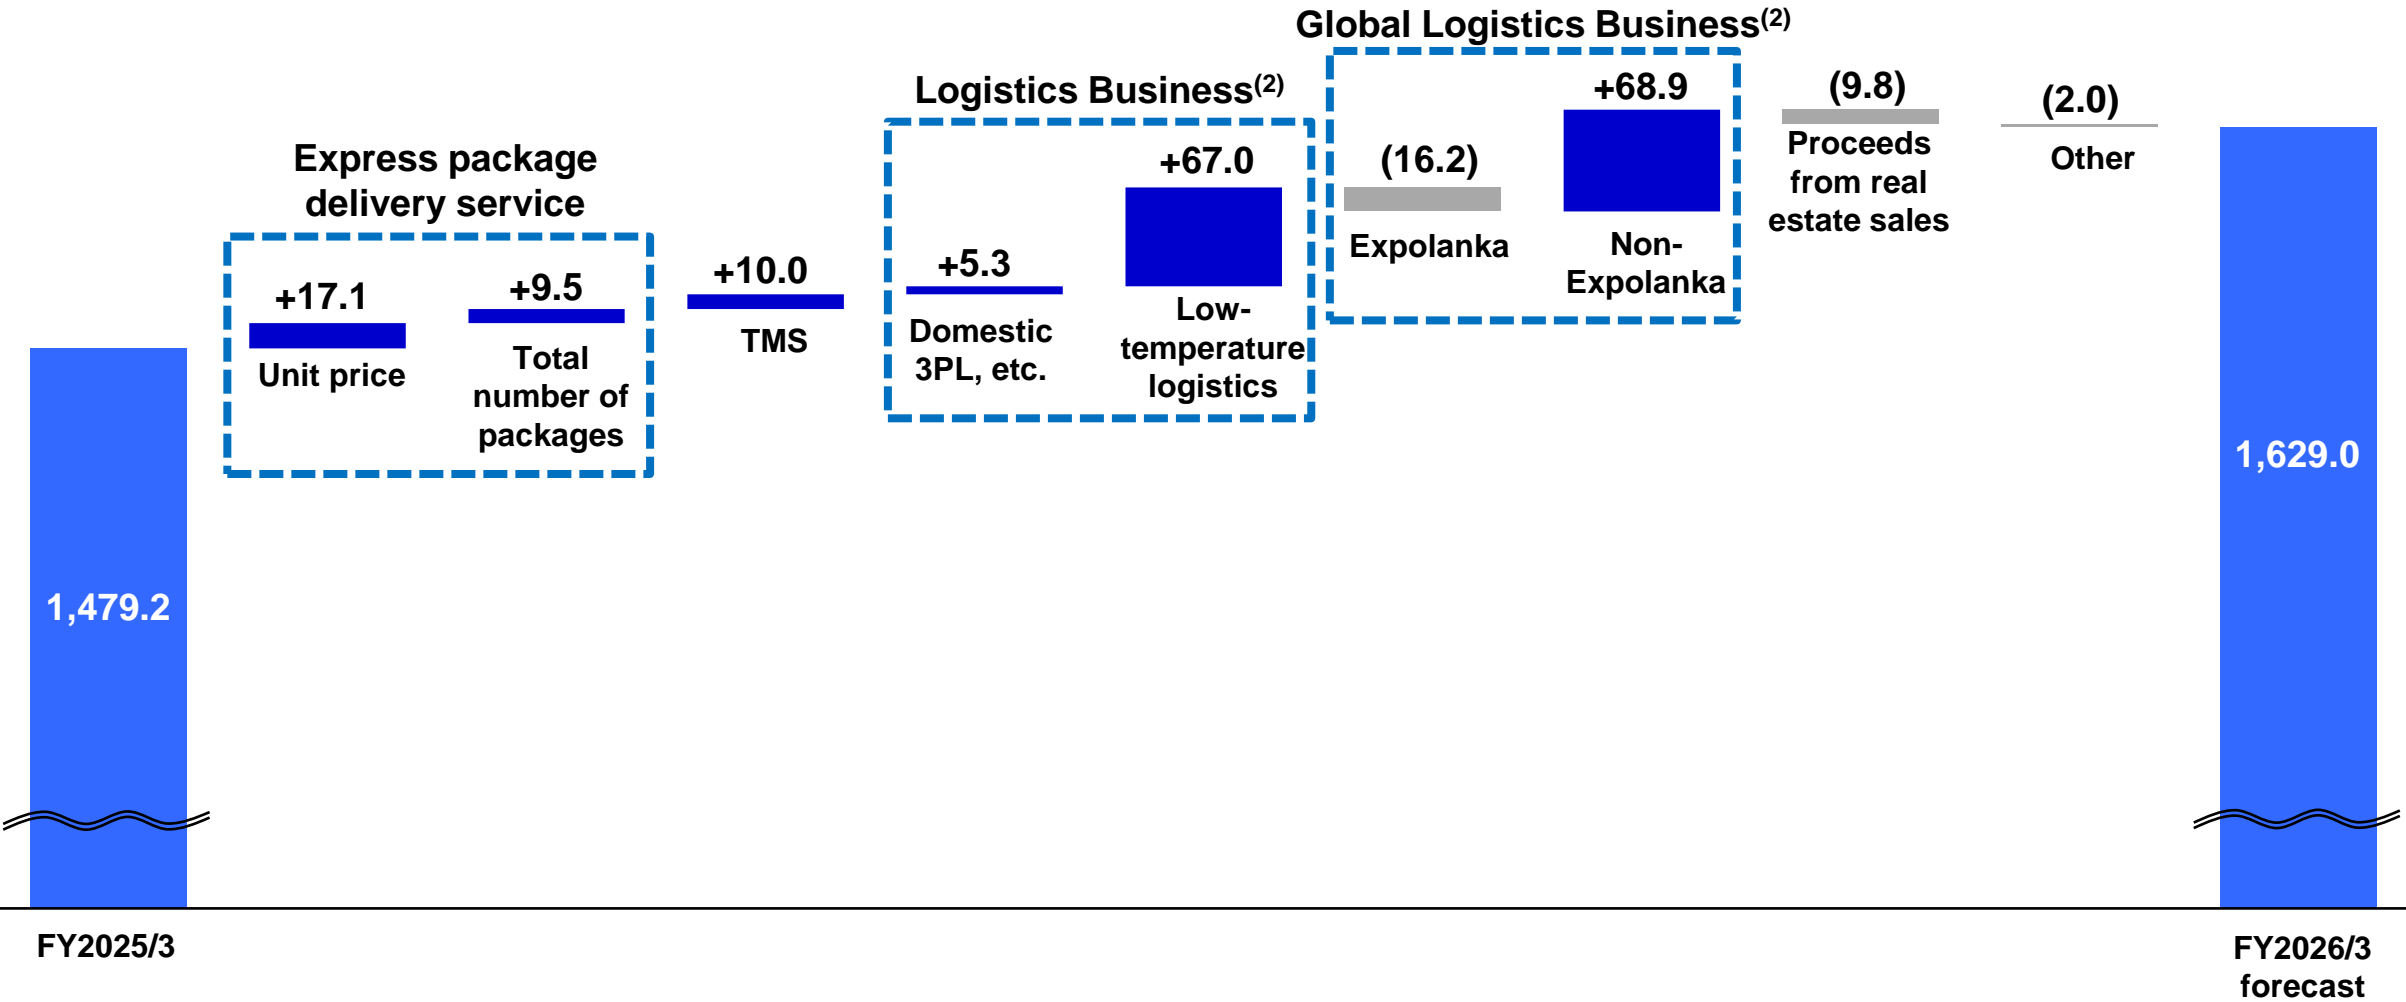 Global Logistics Business(2)
Logistics Business(2)
Express package
delivery service
+17.1
Unit price
+9.5
Total
number of
packages
+10.0
TMS
+5.3
Domestic
3PL, etc.
+67.0
Low-
temperature
logistics
(16.2)
Expolanka
+68.9
Non-
Expolanka
(9.8)
Proceeds
from real
estate sales
(2.0)
Other
1,479.2
1,629.0
FY2025/3
FY2026/3
forecast